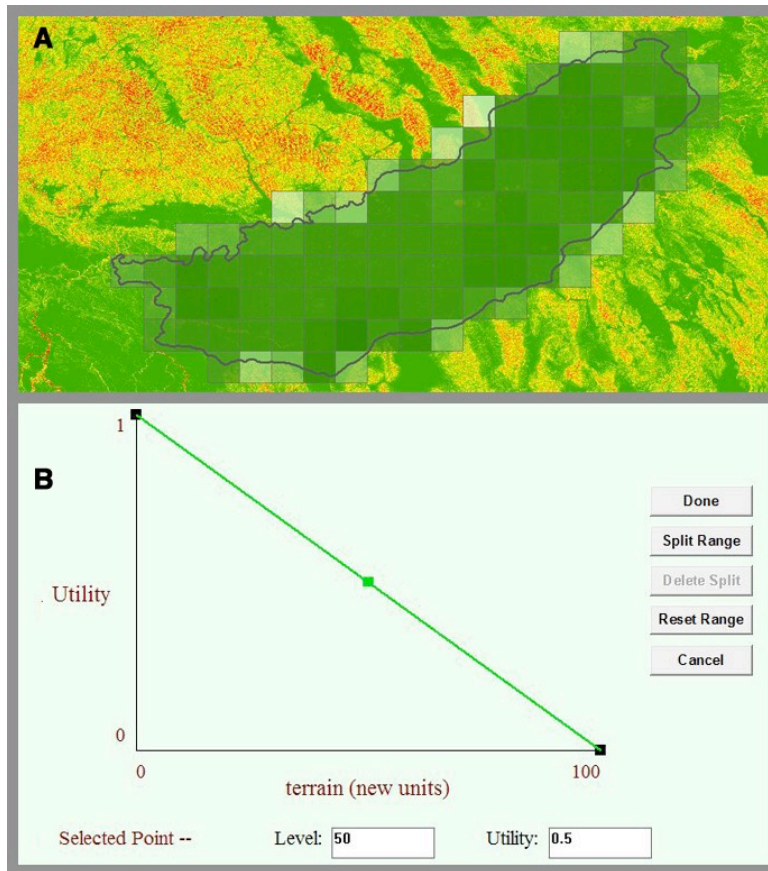 A
B
1
Utility
0
0
100
terrain (new units)
Done
Split Range
Delete Split
Reset Range
Cancel
Selected Point -- Level: 50 Utility: 0.5